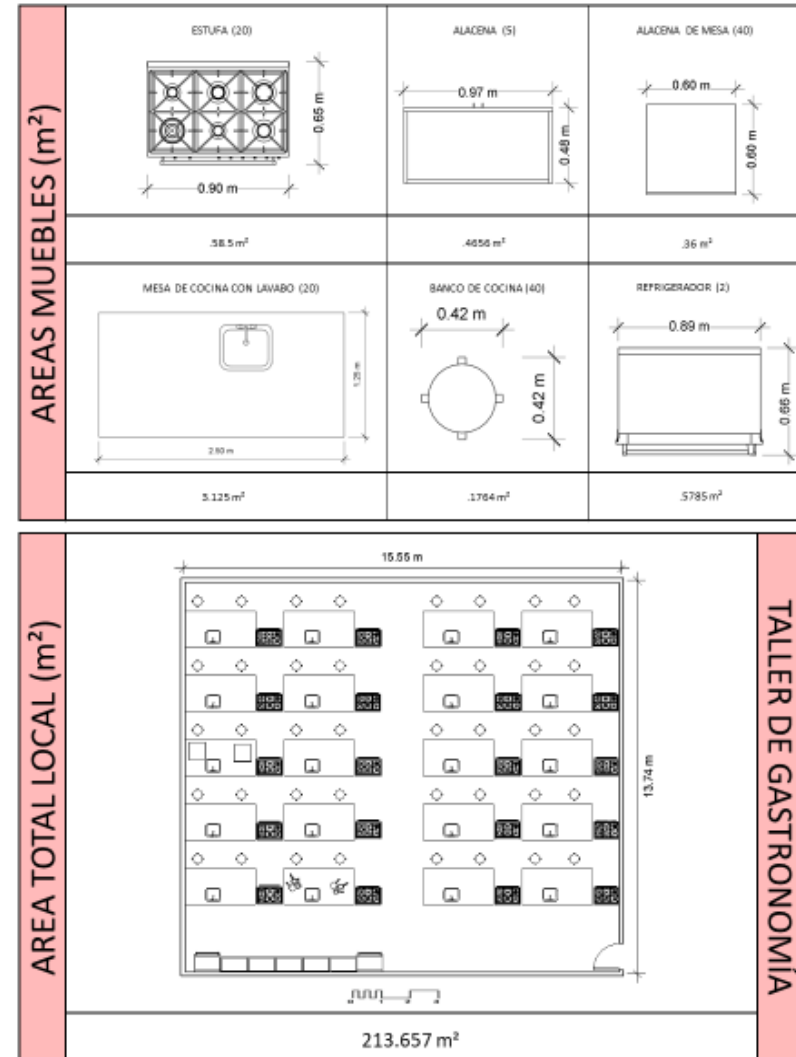 AREAS MUEBLES (m²)
ESTUFA (20)
0.65 m
0.90 m
.58.5 m²
ALACENA (5)
0.97 m
0.48 m
.4656 m²
ALACENA DE MESA (40)
0.60 m
0.60 m
.36 m²
MESA DE COCINA CON LAVABO (20)
1.25 m
2.50 m
3.125 m²
BANCO DE COCINA (40)
0.42 m
0.42 m
.1764 m²
REFRIGERADOR (2)
0.89 m
0.66 m
.5785 m²
AREA TOTAL LOCAL (m²)
15.55 m
13.74 m
213.657 m²
TALLER DE GASTRONOMÍA